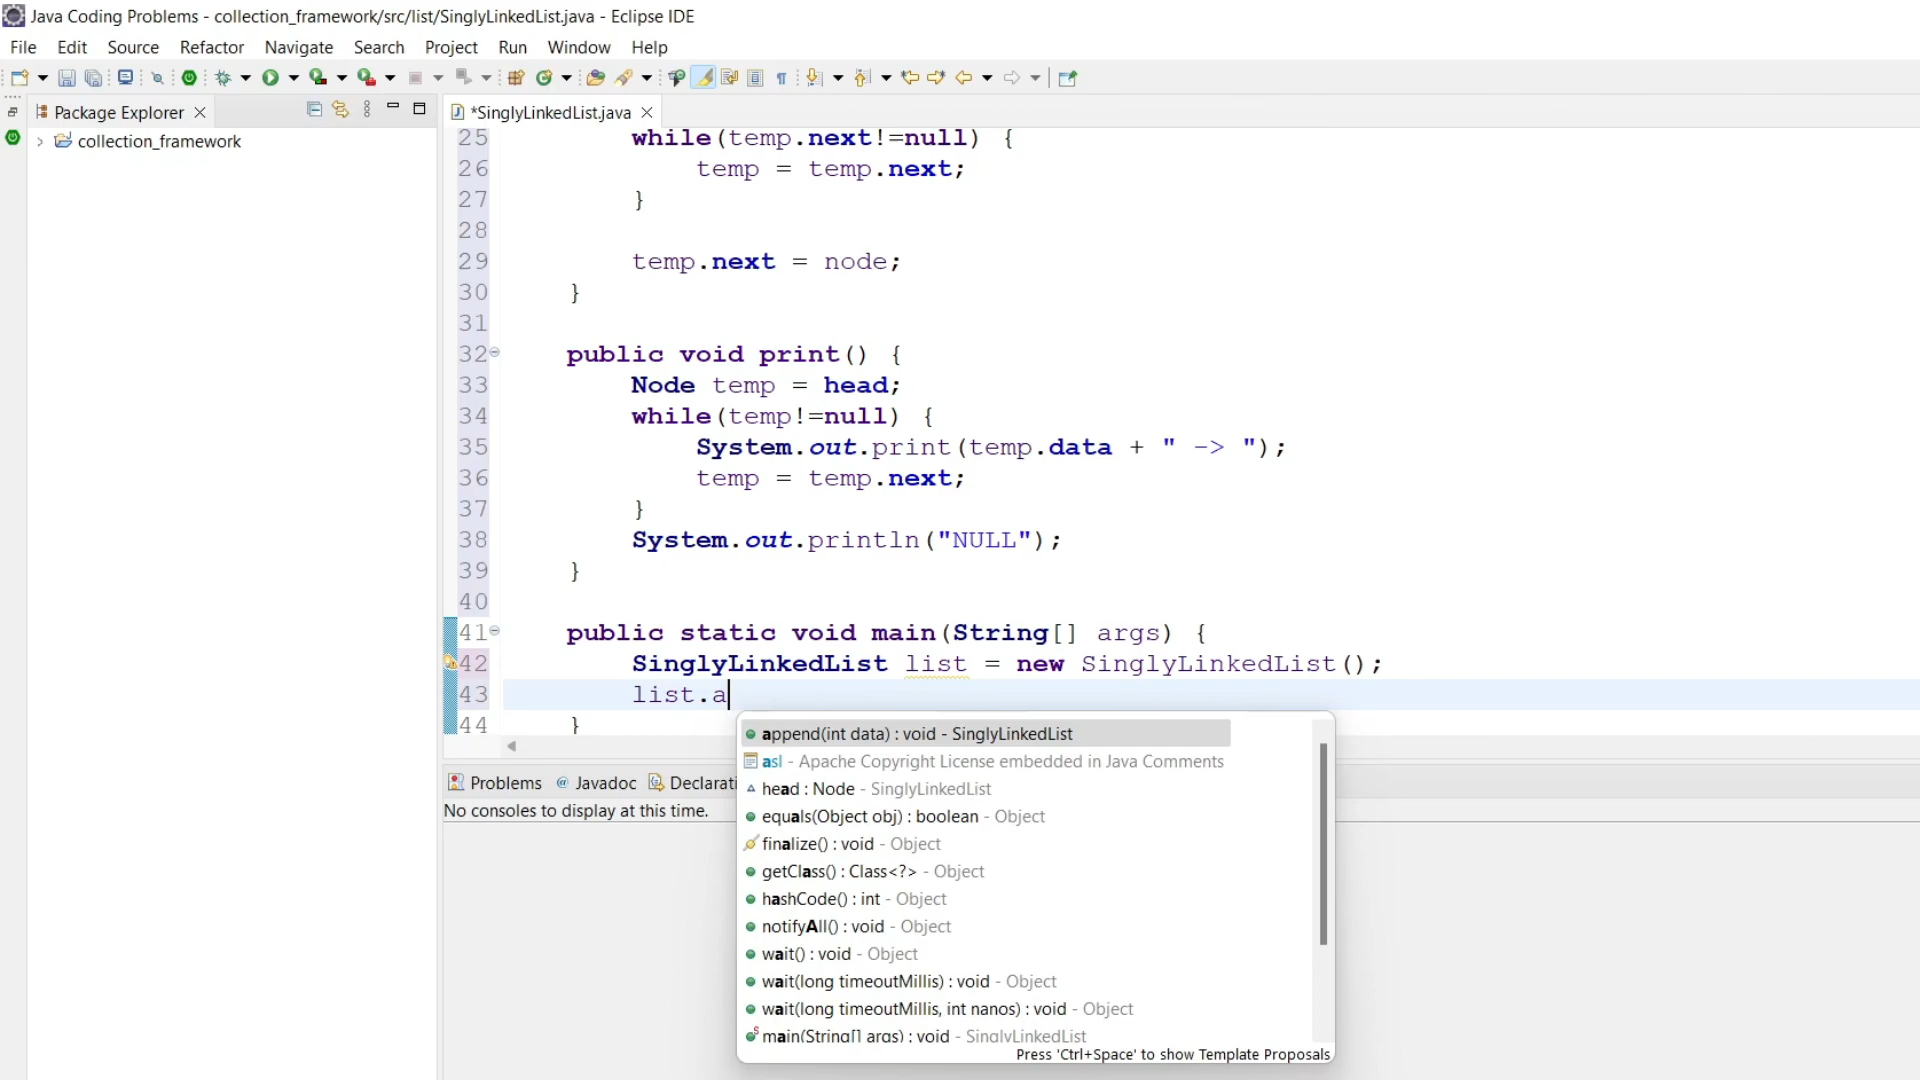 Java Coding Problems - collection_framework/src/list/SinglyLinkedList.java - Eclipse IDE
File Edit Source Refactor Navigate Search Project Run Window Help
Package Explorer
*SinglyLinkedList.java
collection_framework
25 while(temp.next!=null) {
26 temp = temp.next;
27 }
28
29 temp.next = node;
30 }
31
32 public void print() {
33 Node temp = head;
34 while(temp!=null) {
35 System.out.print(temp.data + " -> ");
36 temp = temp.next;
37 }
38 System.out.println("NULL");
39 }
40
41 public static void main(String[] args) {
42 SinglyLinkedList list = new SinglyLinkedList();
43 list.a
44 }
append(int data) : void - SinglyLinkedList
asl - Apache Copyright License embedded in Java Comments
head : Node - SinglyLinkedList
equals(Object obj) : boolean - Object
finalize() : void - Object
getClass() : Class<?> - Object
hashCode() : int - Object
notifyAll() : void - Object
wait() : void - Object
wait(long timeoutMillis) : void - Object
wait(long timeoutMillis, int nanos) : void - Object
main(String[] args) : void - SinglyLinkedList
Press 'Ctrl+Space' to show Template Proposals
Problems @ Javadoc Declarati
No consoles to display at this time.